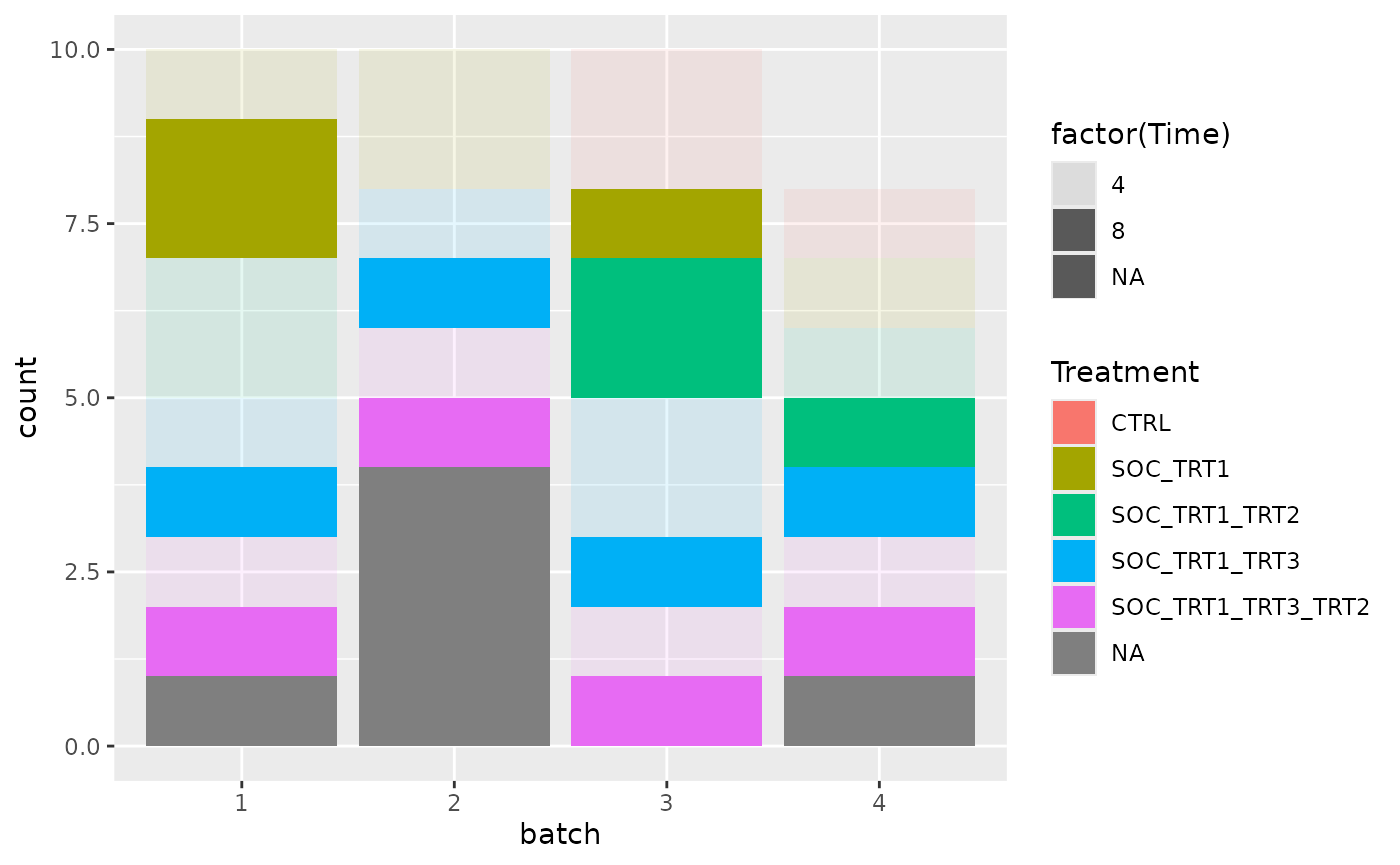 10.0
7.5
5.0
2.5
0.0
count
1 2 3 4
batch
factor(Time)
4
8
NA
Treatment
CTRL
SOC_TRT1
SOC_TRT1_TRT2
SOC_TRT1_TRT3
SOC_TRT1_TRT3_TRT2
NA